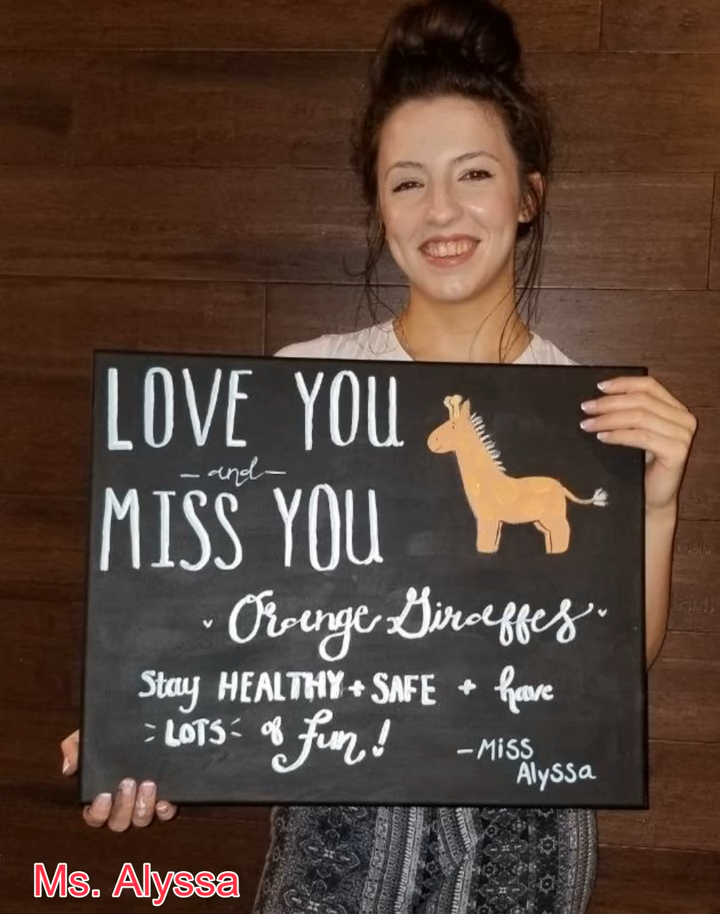 LOVE YOU
- and -
MISS YOU
Orange Giraffes
Stay HEALTHY + SAFE + have
LOTS of fun!
- Miss
Alyssa
Ms. Alyssa